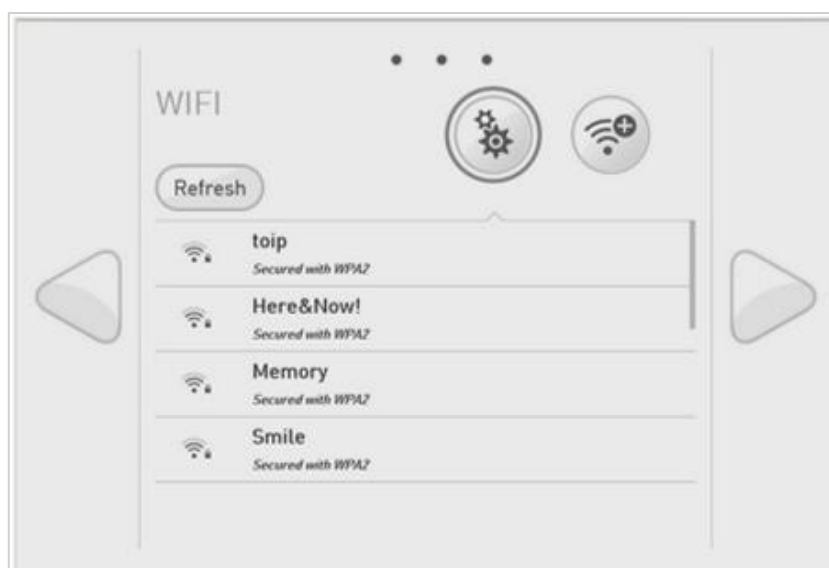 WIFI
Refresh
toip
Secured with WPA2
Here&Now!
Secured with WPA2
Memory
Secured with WPA2
Smile
Secured with WPA2